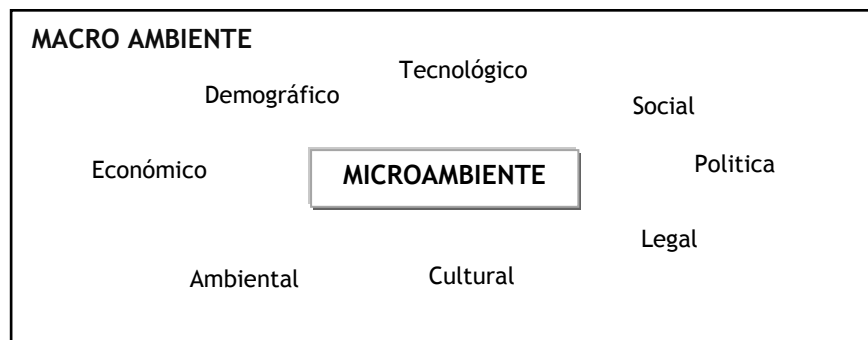 MACRO AMBIENTE
Tecnológico
Demográfico
Social
Económico
MICROAMBIENTE
Politica
Legal
Ambiental
Cultural